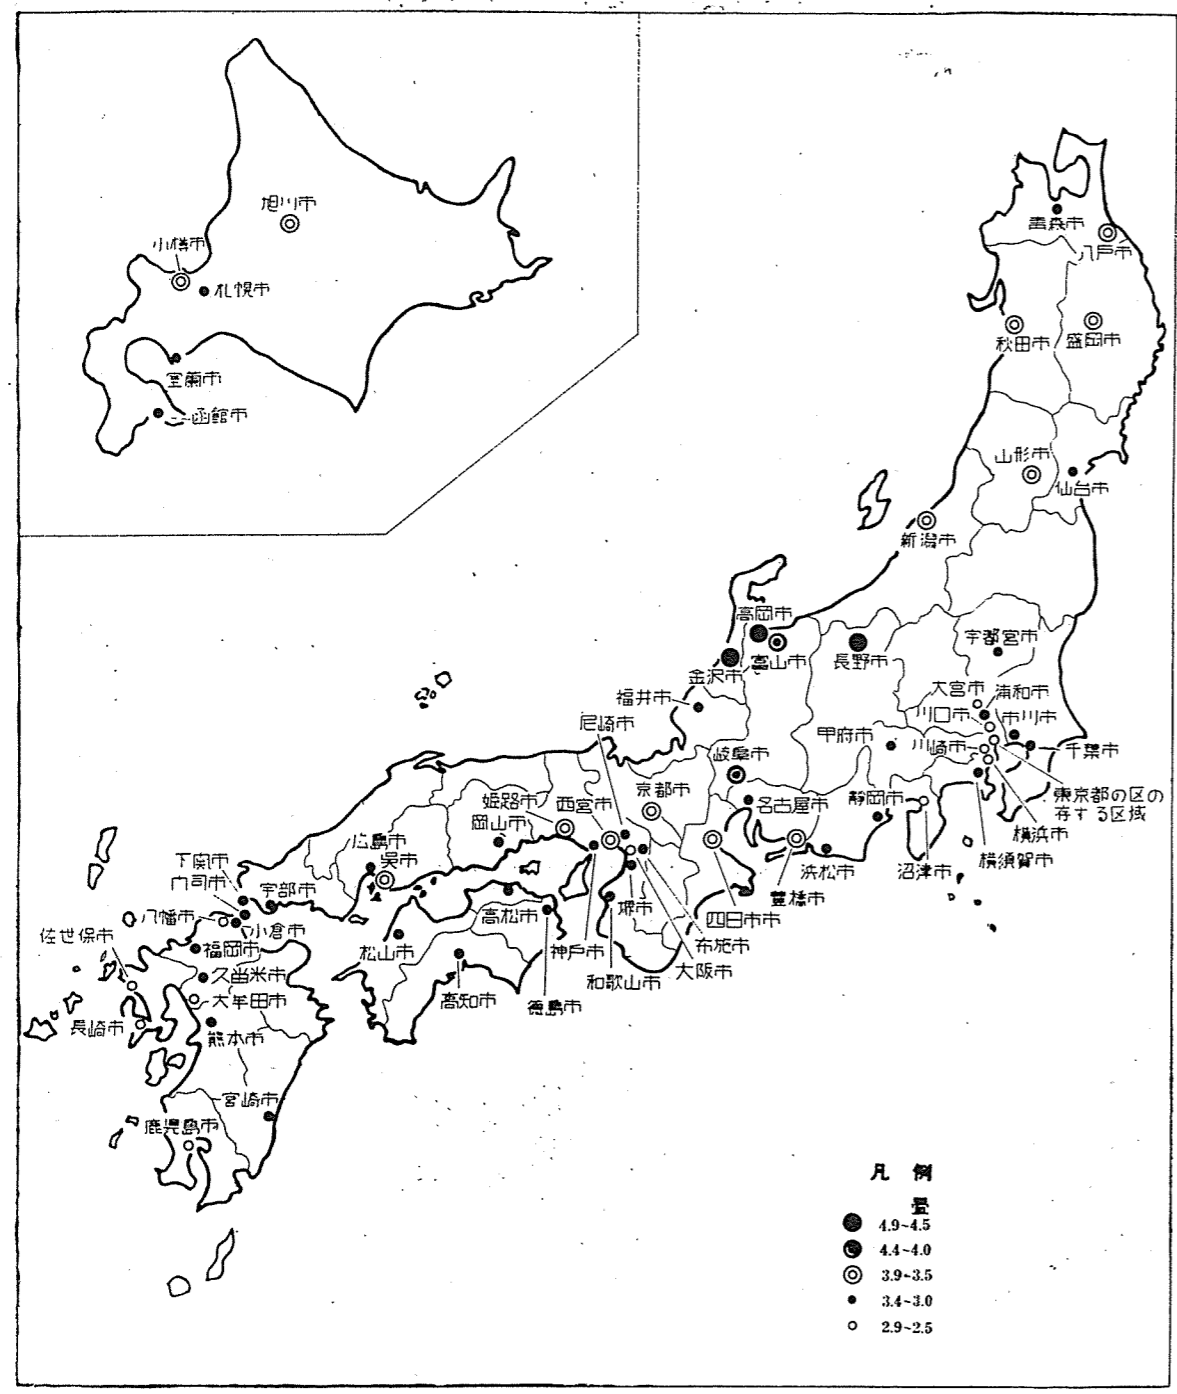 旭川市
小樽市
札幌市
室蘭市
函館市
青森市
八戸市
秋田市
盛岡市
山形市
仙台市
新潟市
高岡市
富山市
金沢市
長野市
宇都宮市
福井市
大宮市
浦和市
川口市
市川市
尼崎市
甲府市
川崎市
千葉市
岐阜市
京都市
姫路市
西宮市
名古屋市
静岡市
東京都の区の
存する区域
岡山市
横浜市
広島市
呉市
浜松市
沼津市
横須賀市
下関市
門司市
宇部市
豊橋市
八幡市
小倉市
高松市
堺市
四日市市
佐世保市
福岡市
松山市
神戸市
布施市
久留米市
和歌山市
大阪市
大牟田市
高知市
徳島市
長崎市
熊本市
宮崎市
鹿児島市
凡例
畳
4.9~4.5
4.4~4.0
3.9~3.5
3.4~3.0
2.9~2.5